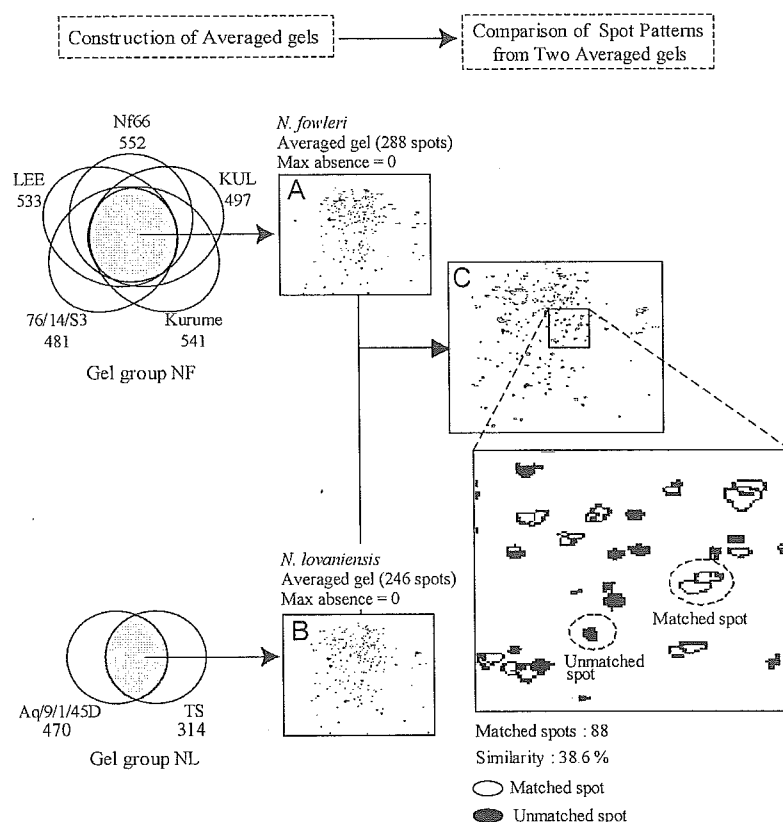 Construction of Averaged gels
Comparison of Spot Patterns
from Two Averaged gels
Nf66
552
LEE
533
KUL
497
76/14/S3
481
Kurume
541
Gel group NF
N. fowleri
Averaged gel (288 spots)
Max absence = 0
A
C
N. lovaniensis
Averaged gel (246 spots)
Max absence = 0
B
Aq/9/1/45D
470
TS
314
Gel group NL
Matched spot
Unmatched
spot
Matched spots : 88
Similarity : 38.6 %
Matched spot
Unmatched spot